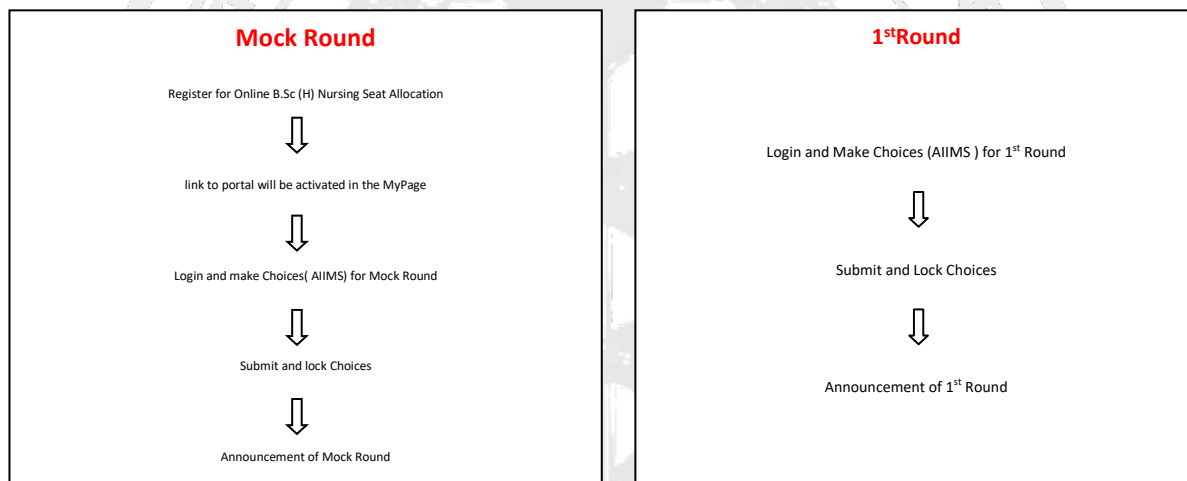 Mock Round
Register for Online B.Sc (H) Nursing Seat Allocation
link to portal will be activated in the MyPage
Login and make Choices( AIIMS) for Mock Round
Submit and lock Choices
Announcement of Mock Round
1stRound
Login and Make Choices (AIIMS ) for 1st Round
Submit and Lock Choices
Announcement of 1st Round